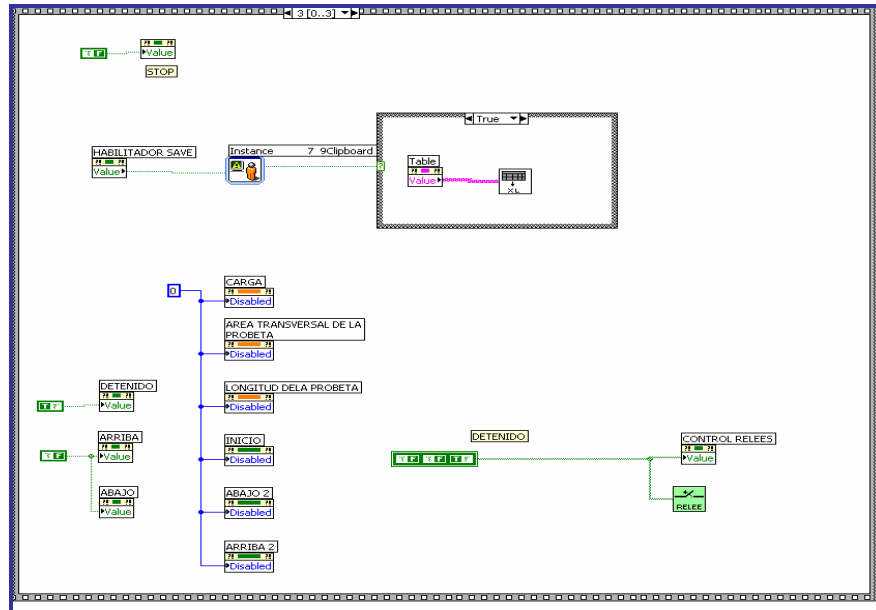 3 [0..3]
Value
STOP
True
HABILITADOR SAVE
Value
Instance 7 9Clipboard
?
Table
Value
XL
0
CARGA
Disabled
AREA TRANSVERSAL DE LA
PROBETA
Disabled
DETENIDO
Value
LONGITUD DELA PROBETA
Disabled
T F
ARRIBA
Value
INICIO
Disabled
DETENIDO
CONTROL RELEES
Value
ABAJO
Value
ABAJO 2
Disabled
RELEE
ARRIBA 2
Disabled